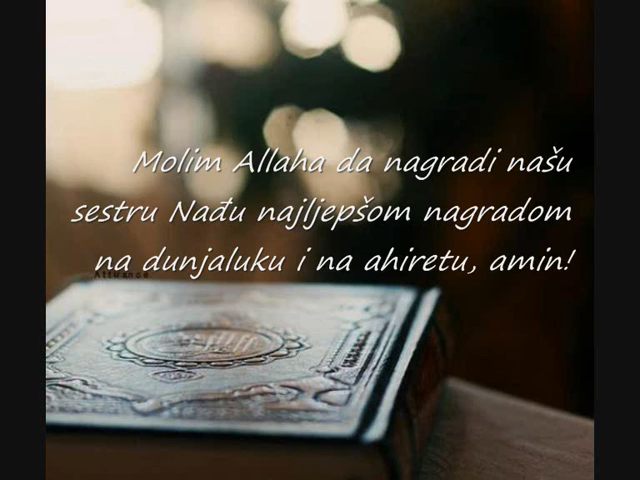 Molim Allaha da nagradi našu
sestru Nađu najljepšom nagradom
na dunjaluku i na ahiretu, amin!